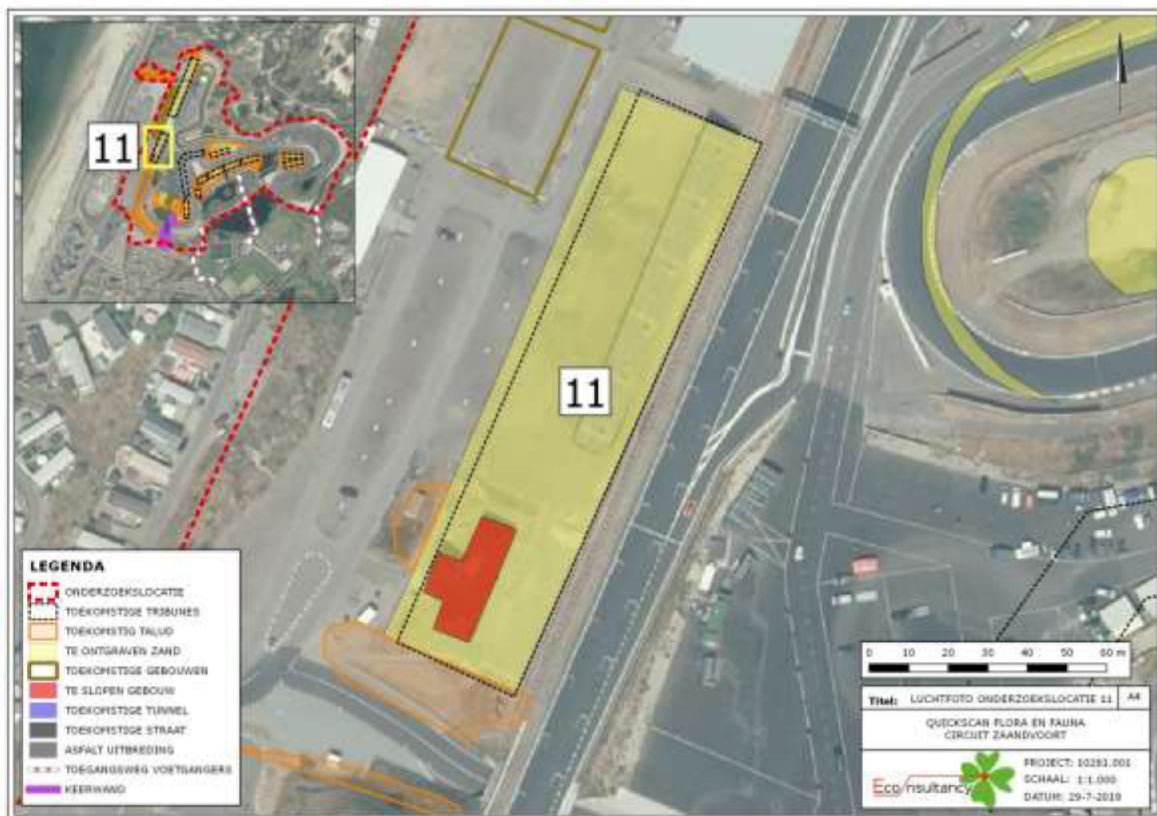 11
11
LEGENDA
ONDERZOEKSLOCATIE
TOEKOMSTIGE TRIBUNES
TOEKOMSTIG TALUD
TE ONTGRAVEN ZAND
TOEKOMSTIGE GEBOUWEN
TE SLOPEN GEBOUW
TOEKOMSTIGE TUNNEL
TOEKOMSTIGE STRAAT
ASFALT UITBREIDING
TOEGANGSWEG VOETGANGERS
KEERWAND
0 10 20 30 40 50 60 m
Titel: LUCHTFOTO ONDERZOEKSLOCATIE 11 A4
QUICKSCAN FLORA EN FAUNA
CIRCUIT ZAANDVOORT
Econsultancy
PROJECT: 10281.001
SCHAAL: 1:1.000
DATUM: 29-7-2019